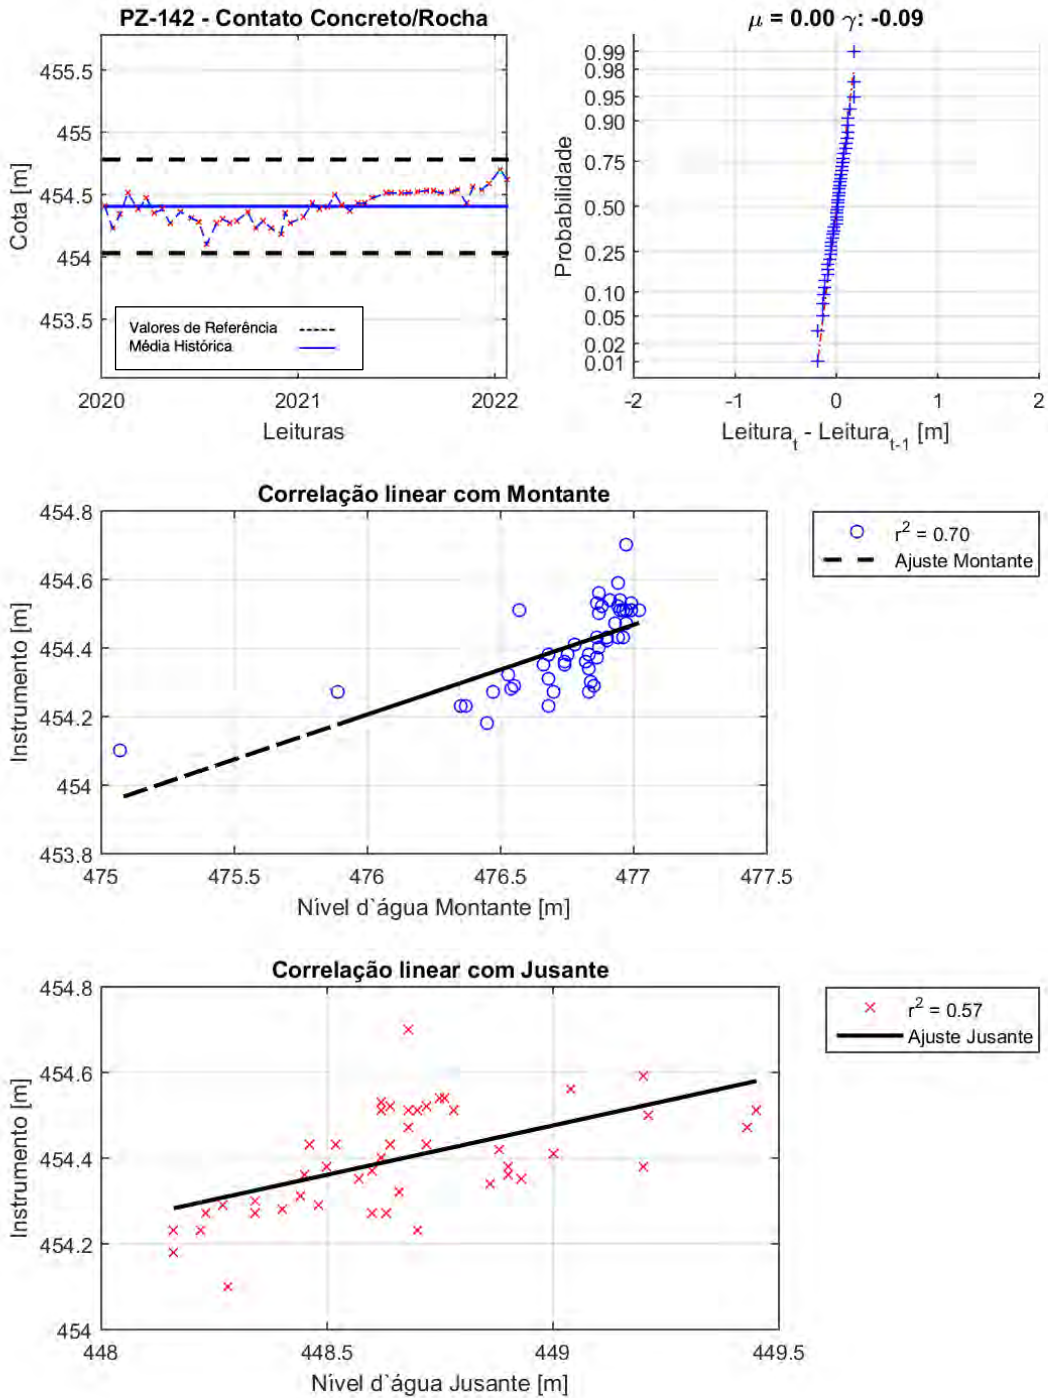 PZ-142 - Contato Concreto/Rocha
455.5
455
454.5
454
453.5
Cota [m]
Valores de Referência
Média Histórica
2020
2021
2022
Leituras
μ = 0.00 γ: -0.09
0.99
0.98
0.95
0.90
0.75
0.50
0.25
0.10
0.05
0.02
0.01
Probabilidade
-2
-1
0
1
2
Leitura_t - Leitura_t-1 [m]
Correlação linear com Montante
454.8
454.6
454.4
454.2
454
453.8
Instrumento [m]
475
475.5
476
476.5
477
477.5
Nível d`água Montante [m]
r² = 0.70
Ajuste Montante
Correlação linear com Jusante
454.8
454.6
454.4
454.2
454
Instrumento [m]
448
448.5
449
449.5
Nível d`água Jusante [m]
r² = 0.57
Ajuste Jusante